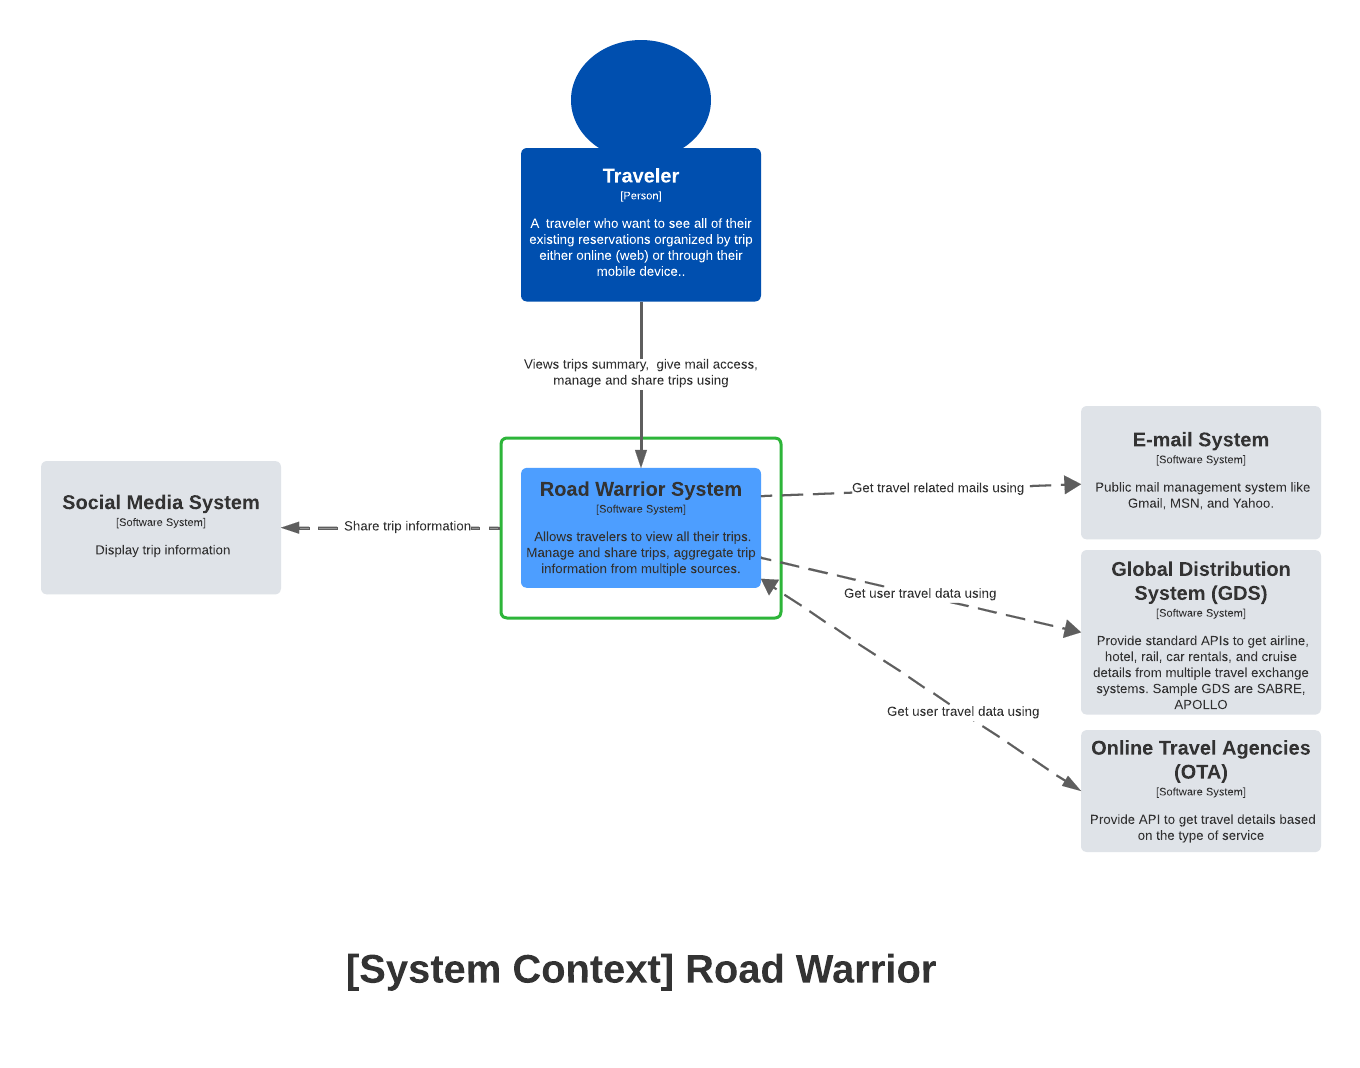 Traveler
[Person]
A  traveler who want to see all of their
existing reservations organized by trip
either online (web) or through their
mobile device..
Views trips summary,  give mail access,
manage and share trips using
Social Media System
[Software System]
Display trip information
Share trip information
Road Warrior System
[Software System]
Allows travelers to view all their trips.
Manage and share trips, aggregate trip
information from multiple sources.
Get travel related mails using
E-mail System
[Software System]
Public mail management system like
Gmail, MSN, and Yahoo.
Get user travel data using
Global Distribution
System (GDS)
[Software System]
Provide standard APIs to get airline,
hotel, rail, car rentals, and cruise
details from multiple travel exchange
systems. Sample GDS are SABRE,
APOLLO
Get user travel data using
Online Travel Agencies
(OTA)
[Software System]
Provide API to get travel details based
on the type of service
[System Context] Road Warrior